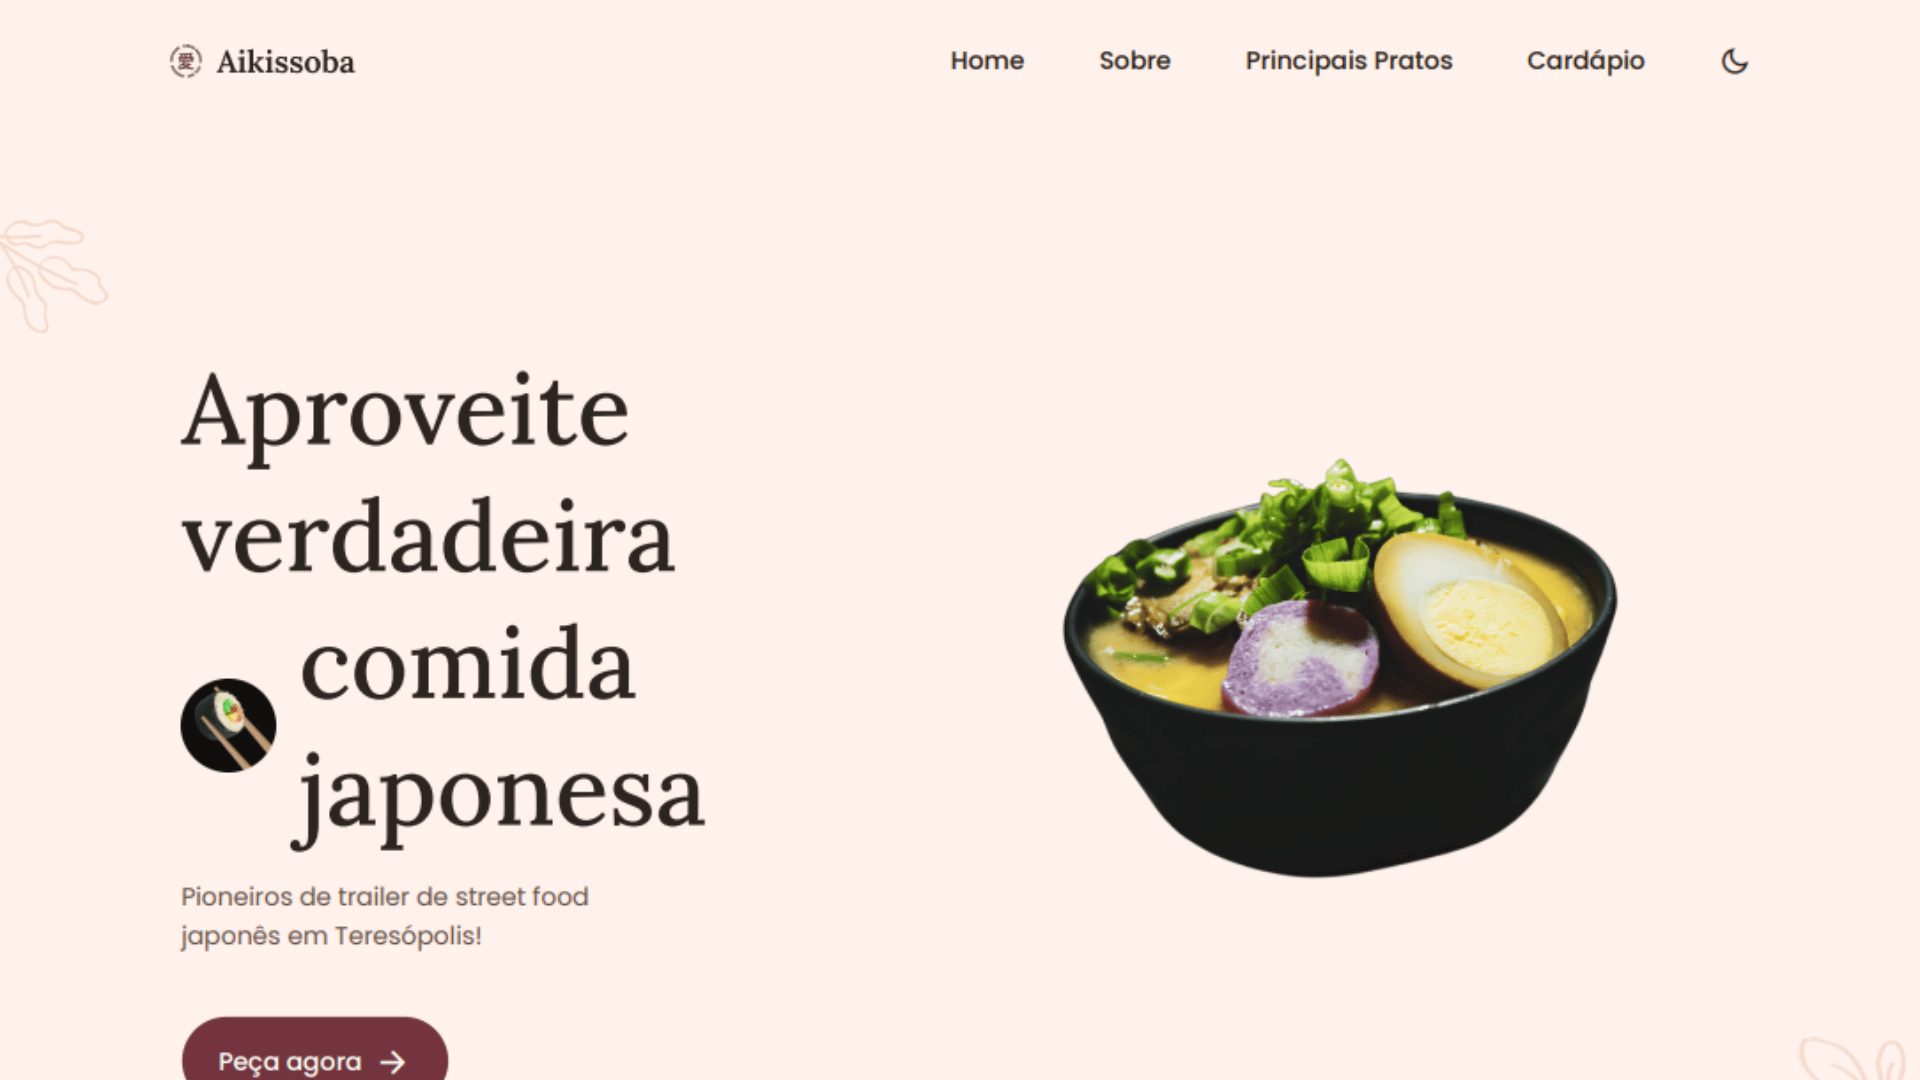 愛 Aikissoba
Home Sobre Principais Pratos Cardápio
Aproveite
verdadeira
comida
japonesa
Pioneiros de trailer de street food
japonês em Teresópolis!
Peça agora →